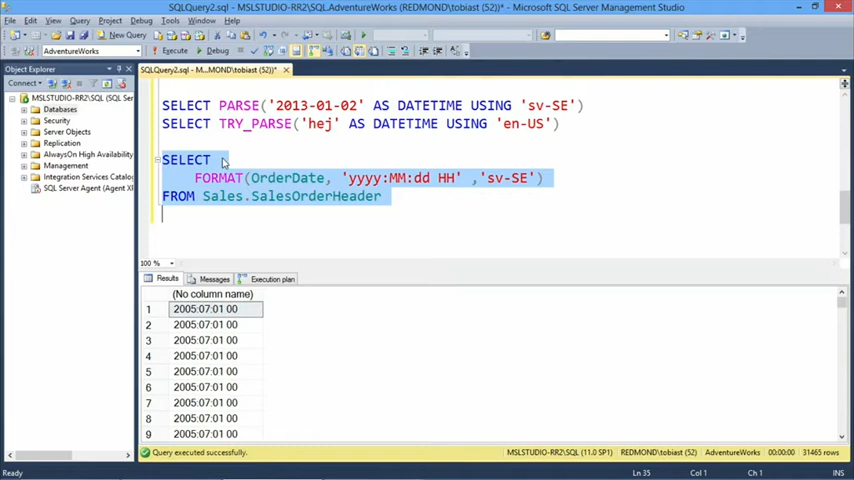 SQLQuery2.sql - MSLSTUDIO-RR2\SQL.AdventureWorks (REDMOND\tobiast (52))* - Microsoft SQL Server Management Studio
File Edit View Query Project Debug Tools Window Help
New Query
AdventureWorks Execute Debug
Object Explorer
SQLQuery2.sql - M...MOND\tobiast (52))*
Connect
MSLSTUDIO-RR2\SQL (SQL Ser
Databases
Security
Server Objects
Replication
AlwaysOn High Availability
Management
Integration Services Catalo
SQL Server Agent (Agent X
SELECT PARSE('2013-01-02' AS DATETIME USING 'sv-SE')
SELECT TRY_PARSE('hej' AS DATETIME USING 'en-US')
SELECT
FORMAT(OrderDate, 'yyyy:MM:dd HH' ,'sv-SE')
FROM Sales.SalesOrderHeader
100 %
Results Messages Execution plan
(No column name)
1 2005:07:01 00
2 2005:07:01 00
3 2005:07:01 00
4 2005:07:01 00
5 2005:07:01 00
6 2005:07:01 00
7 2005:07:01 00
8 2005:07:01 00
9 2005:07:01 00
Query executed successfully. MSLSTUDIO-RR2\SQL (11.0 SP1) REDMOND\tobiast (52) AdventureWorks 00:00:00 31465 rows
Ready Ln 35 Col 1 Ch 1 INS